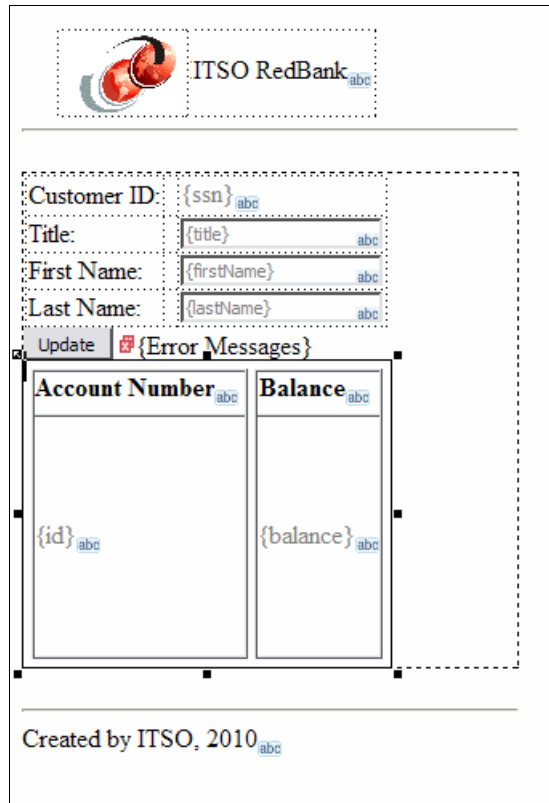 ITSO RedBank abc
Customer ID: {ssn} abc
Title: {title} abc
First Name: {firstName} abc
Last Name: {lastName} abc
Update {Error Messages}
Account Number abc Balance abc
{id} abc {balance} abc
Created by ITSO, 2010 abc